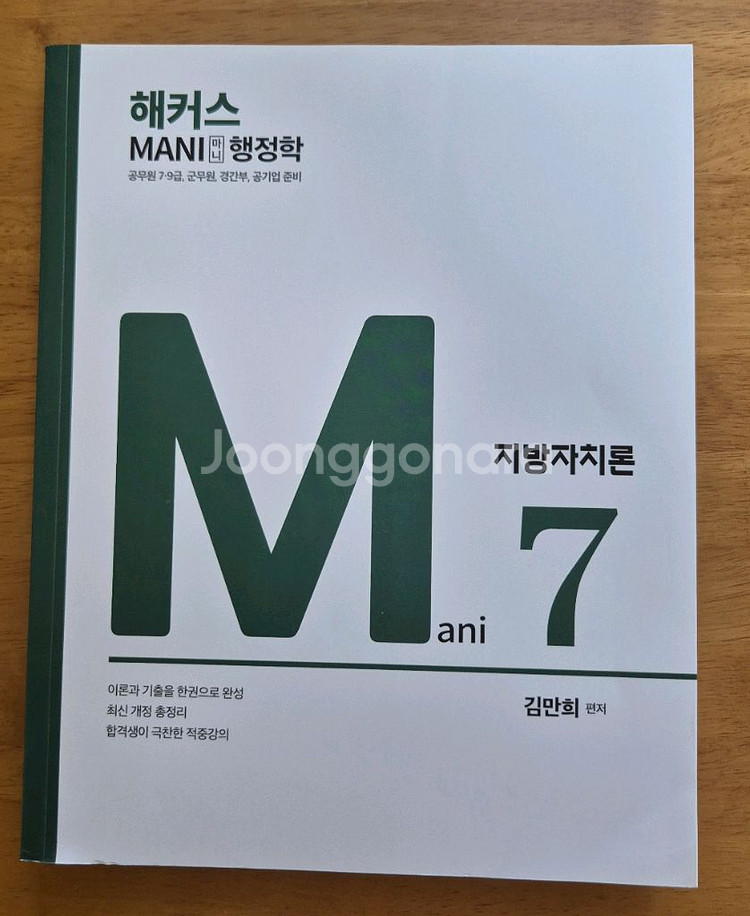 해커스
MANI 마니 행정학
공무원 7·9급, 군무원, 경간부, 공기업 준비
지방자치론
Joonggonara
Mani 7
이론과 기출을 한권으로 완성
최신 개정 총정리
합격생이 극찬한 적중강의
김만희 편저